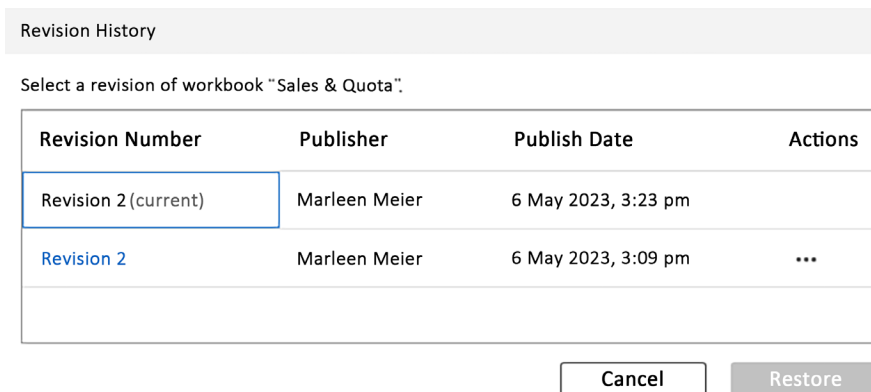 Revision History
Select a revision of workbook "Sales & Quota".
Revision Number Publisher Publish Date Actions
Revision 2 (current) Marleen Meier 6 May 2023, 3:23 pm
Revision 2 Marleen Meier 6 May 2023, 3:09 pm •••
Cancel Restore